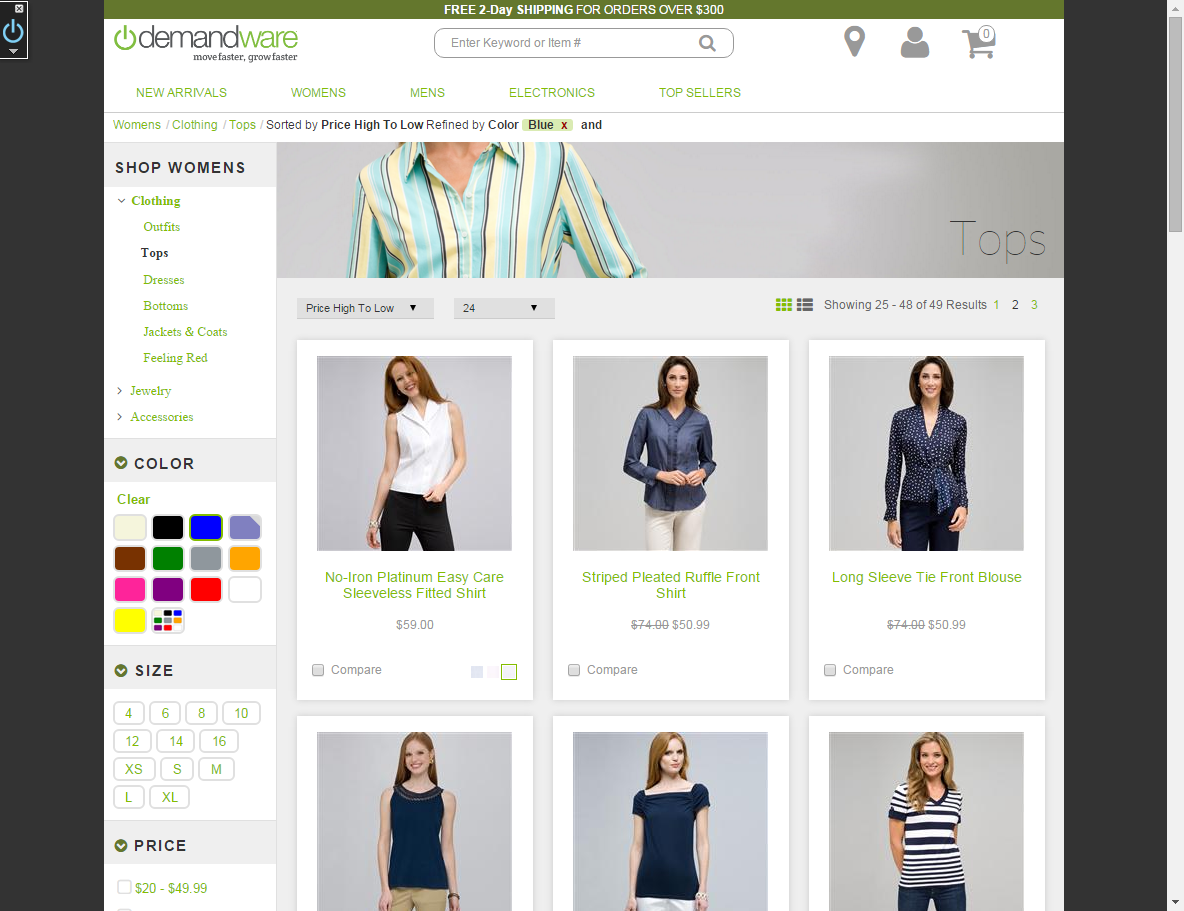 FREE 2-Day SHIPPING FOR ORDERS OVER $300
demandware
move faster, grow faster
Enter Keyword or Item #
0
NEW ARRIVALS WOMENS MENS ELECTRONICS TOP SELLERS
Womens / Clothing / Tops / Sorted by Price High To Low Refined by Color Blue x and
SHOP WOMENS
Clothing
Outfits
Tops
Dresses
Bottoms
Jackets & Coats
Feeling Red
Jewelry
Accessories
COLOR
Clear
SIZE
4 6 8 10
12 14 16
XS S M
L XL
PRICE
$20 - $49.99
Tops
Price High To Low ▼ 24 ▼ Showing 25 - 48 of 49 Results 1 2 3
No-Iron Platinum Easy Care
Sleeveless Fitted Shirt
$59.00
Compare
Striped Pleated Ruffle Front
Shirt
$74.00 $50.99
Compare
Long Sleeve Tie Front Blouse
$74.00 $50.99
Compare